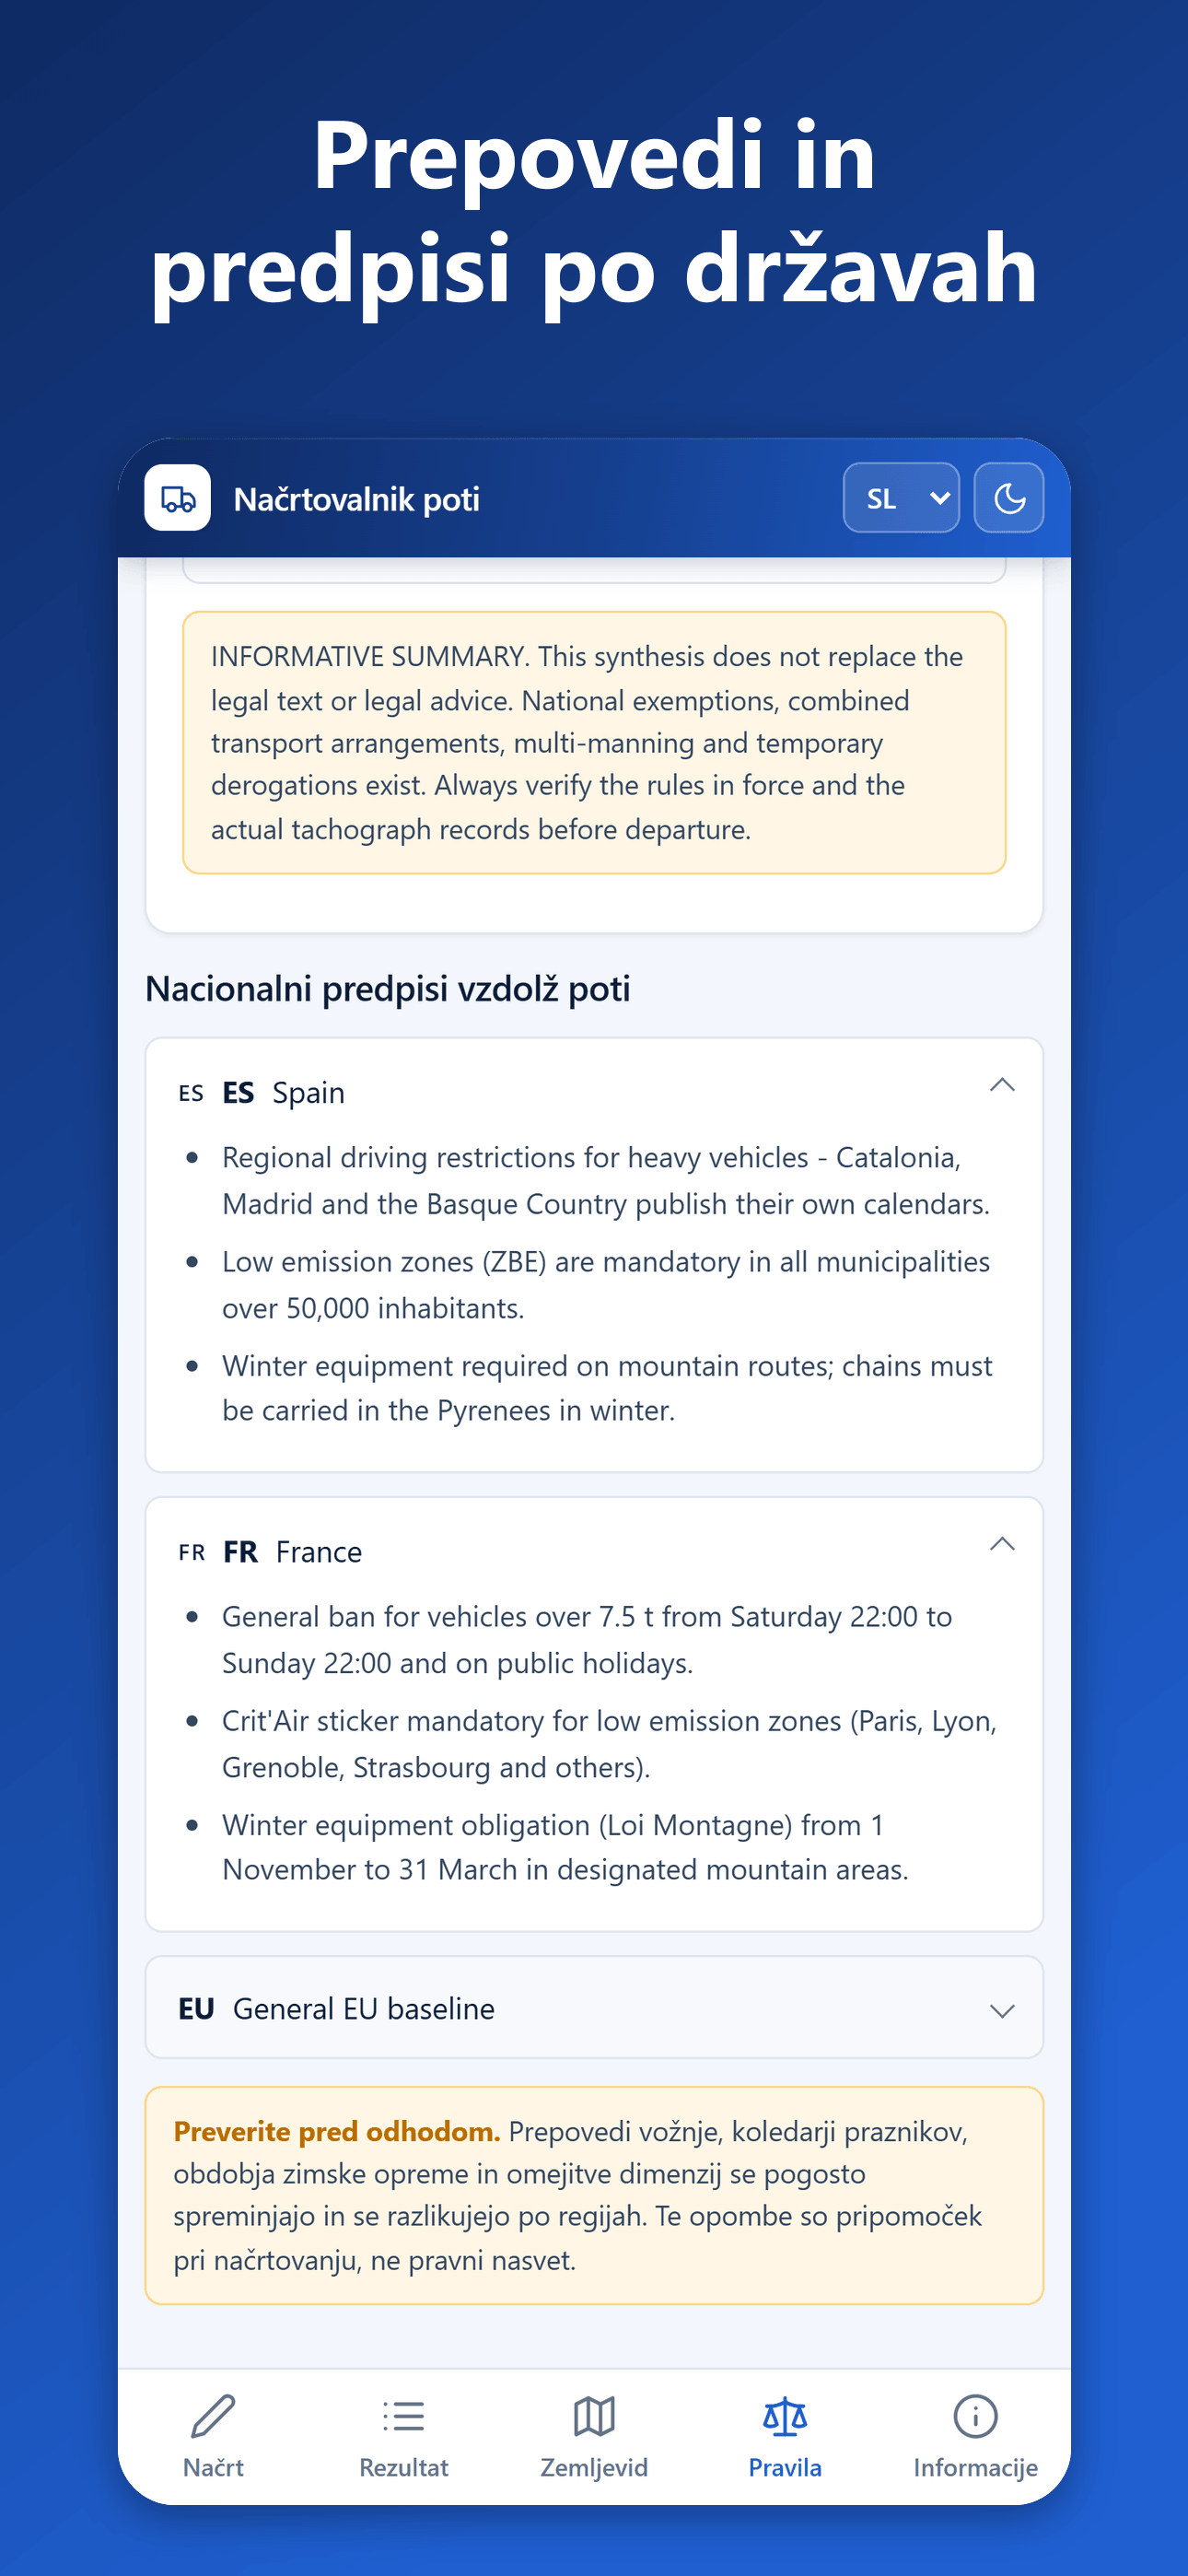 Prepovedi in
predpisi po državah
Načrtovalnik poti
SL
INFORMATIVE SUMMARY. This synthesis does not replace the
legal text or legal advice. National exemptions, combined
transport arrangements, multi-manning and temporary
derogations exist. Always verify the rules in force and the
actual tachograph records before departure.
Nacionalni predpisi vzdolž poti
ES ES Spain
Regional driving restrictions for heavy vehicles - Catalonia,
Madrid and the Basque Country publish their own calendars.
Low emission zones (ZBE) are mandatory in all municipalities
over 50,000 inhabitants.
Winter equipment required on mountain routes; chains must
be carried in the Pyrenees in winter.
FR FR France
General ban for vehicles over 7.5 t from Saturday 22:00 to
Sunday 22:00 and on public holidays.
Crit'Air sticker mandatory for low emission zones (Paris, Lyon,
Grenoble, Strasbourg and others).
Winter equipment obligation (Loi Montagne) from 1
November to 31 March in designated mountain areas.
EU General EU baseline
Preverite pred odhodom. Prepovedi vožnje, koledarji praznikov,
obdobja zimske opreme in omejitve dimenzij se pogosto
spreminjajo in se razlikujejo po regijah. Te opombe so pripomoček
pri načrtovanju, ne pravni nasvet.
Načrt
Rezultat
Zemljevid
Pravila
Informacije